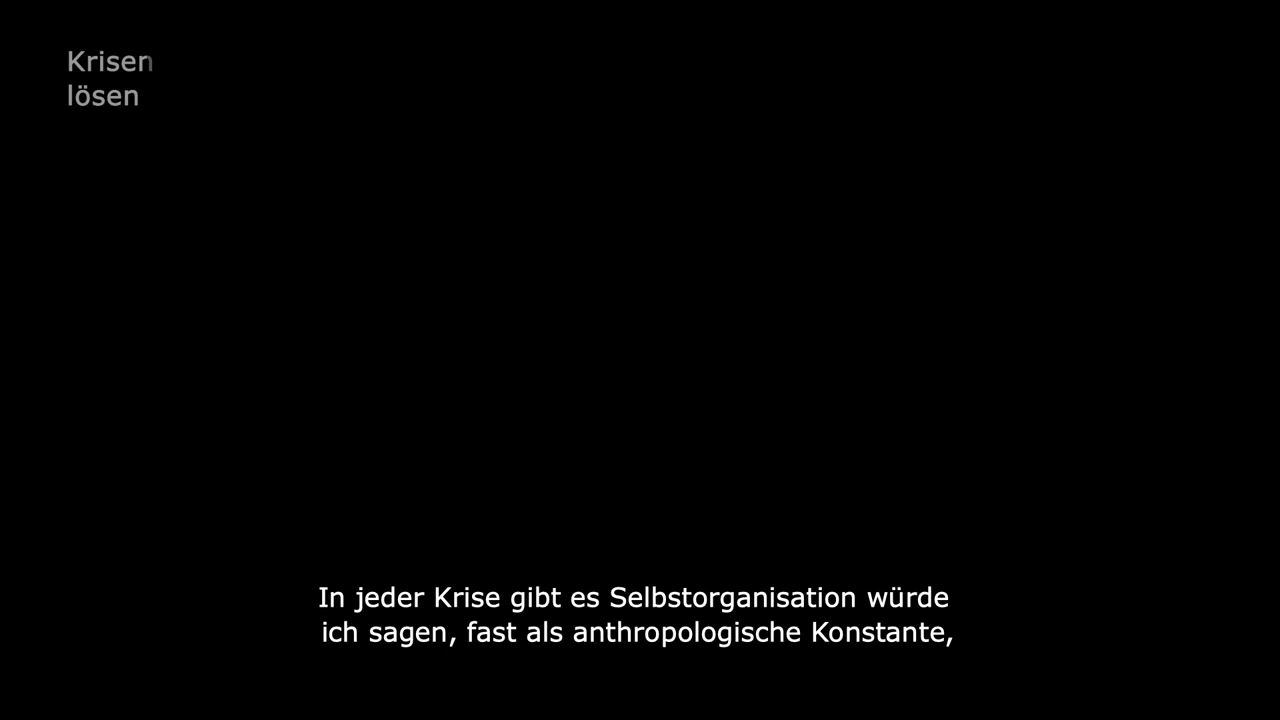 Krisen
lösen
In jeder Krise gibt es Selbstorganisation würde
ich sagen, fast als anthropologische Konstante,